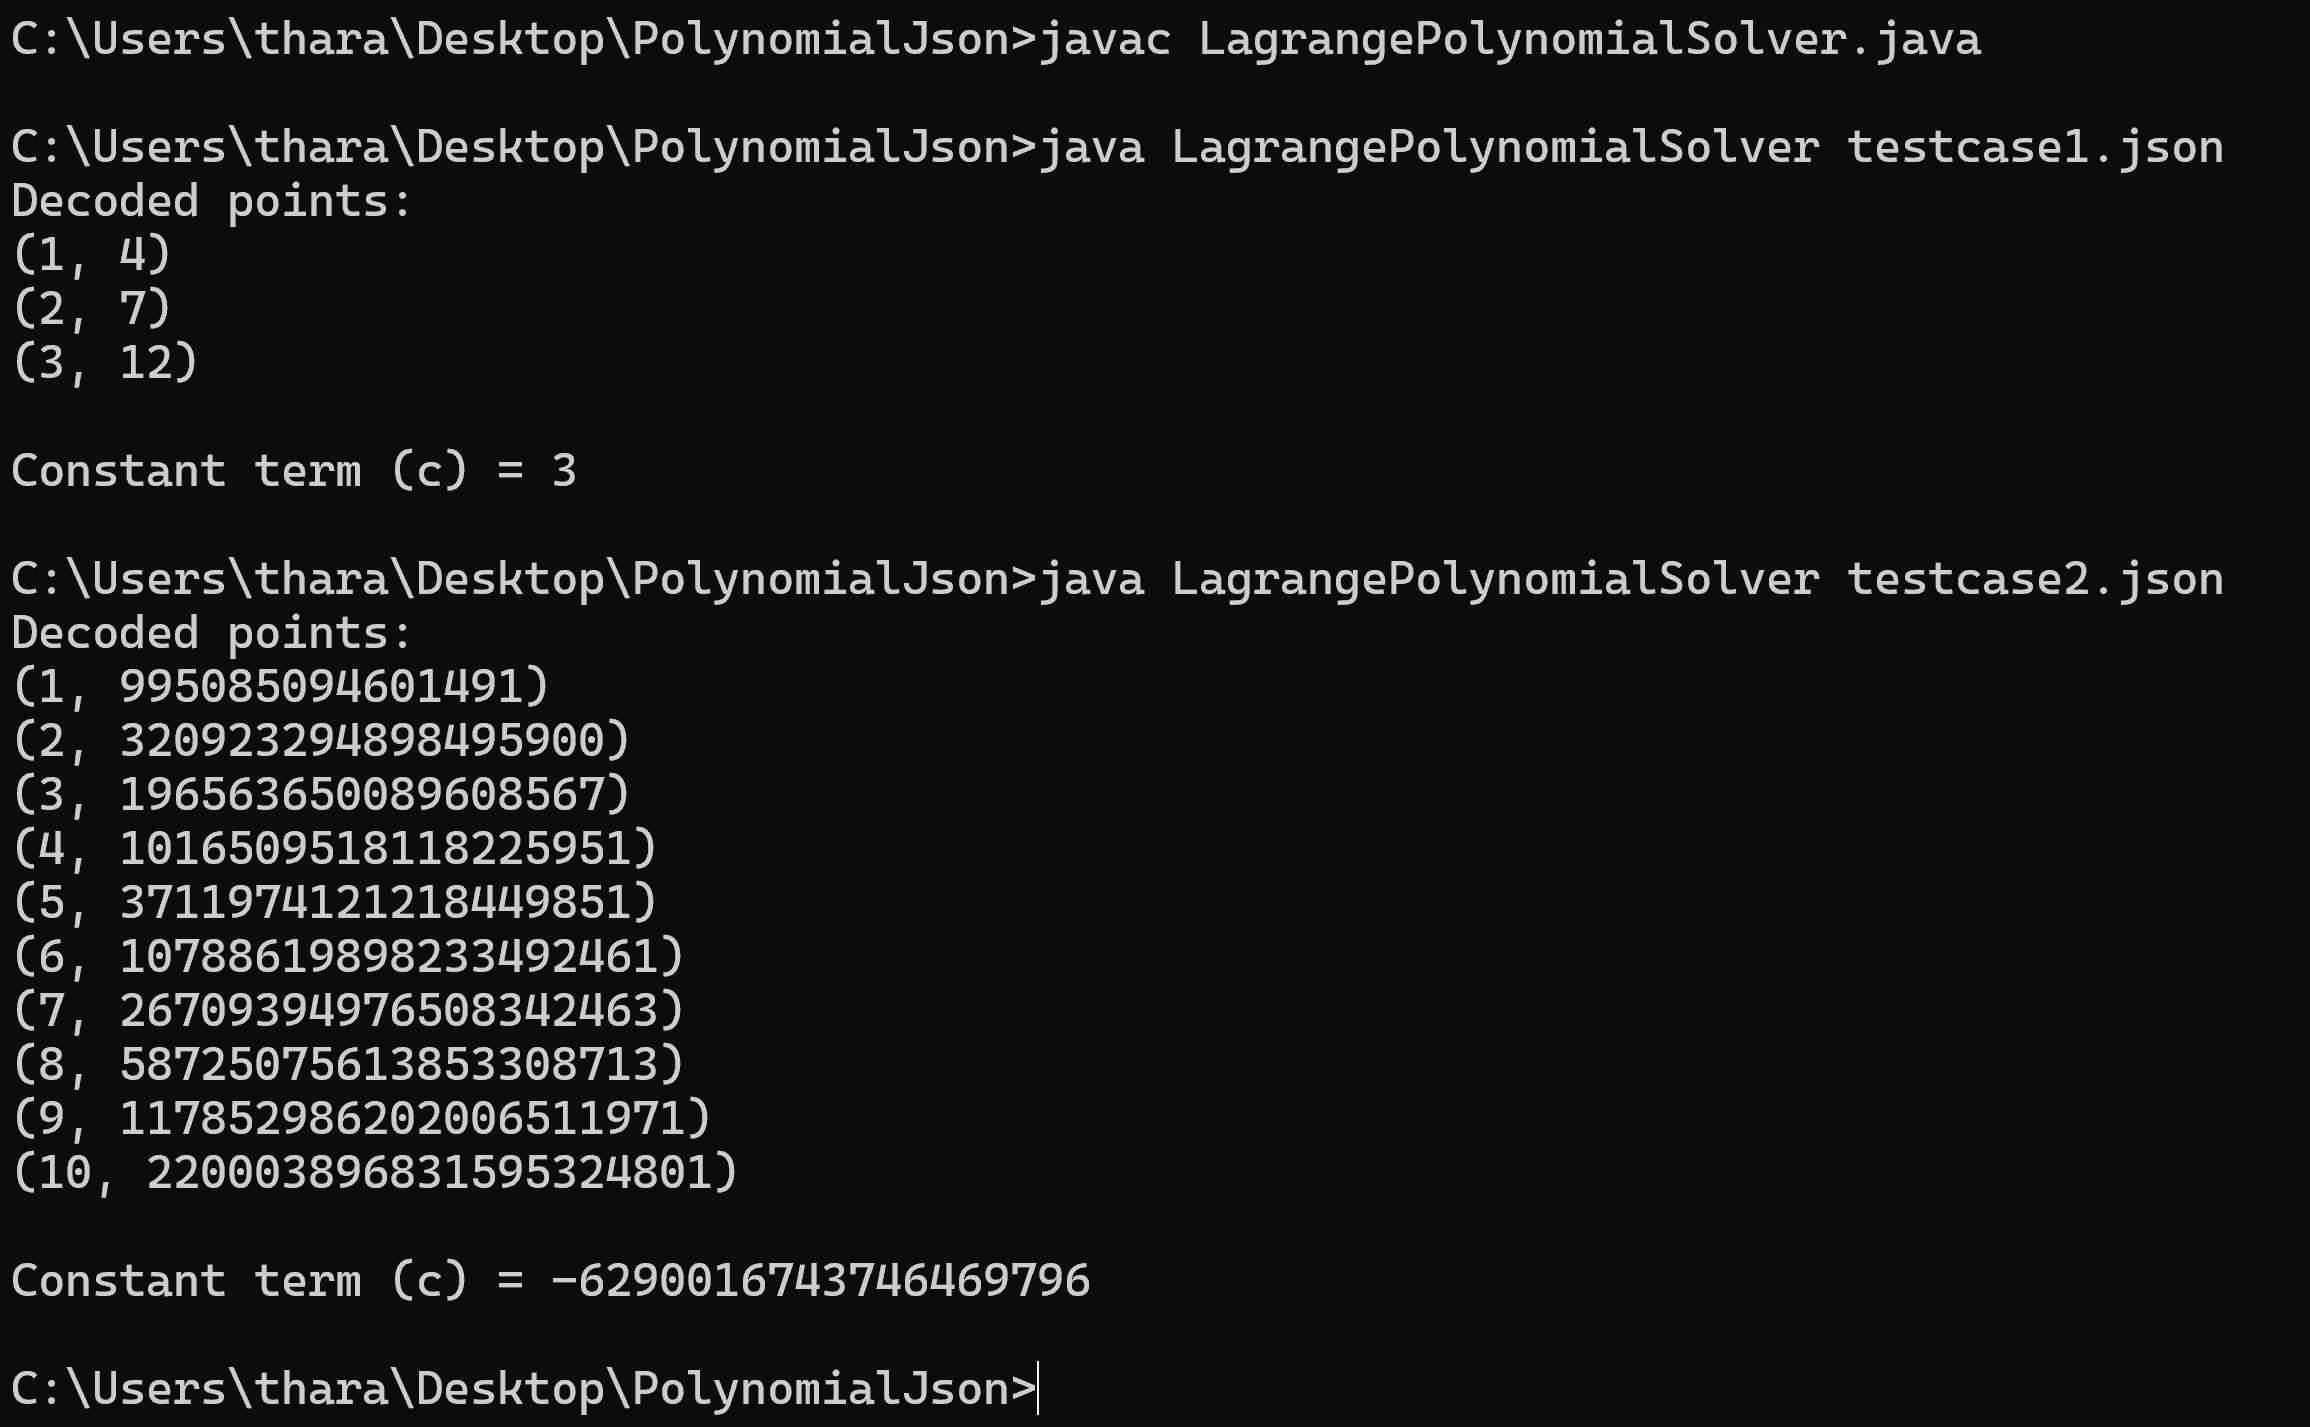 C:\Users\thara\Desktop\PolynomialJson>javac LagrangePolynomialSolver.java
C:\Users\thara\Desktop\PolynomialJson>java LagrangePolynomialSolver testcase1.json
Decoded points:
(1, 4)
(2, 7)
(3, 12)
Constant term (c) = 3
C:\Users\thara\Desktop\PolynomialJson>java LagrangePolynomialSolver testcase2.json
Decoded points:
(1, 995085094601491)
(2, 320923294898495900)
(3, 196563650089608567)
(4, 1016509518118225951)
(5, 3711974121218449851)
(6, 10788619898233492461)
(7, 26709394976508342463)
(8, 58725075613853308713)
(9, 117852986202006511971)
(10, 220003896831595324801)
Constant term (c) = -6290016743746469796
C:\Users\thara\Desktop\PolynomialJson>